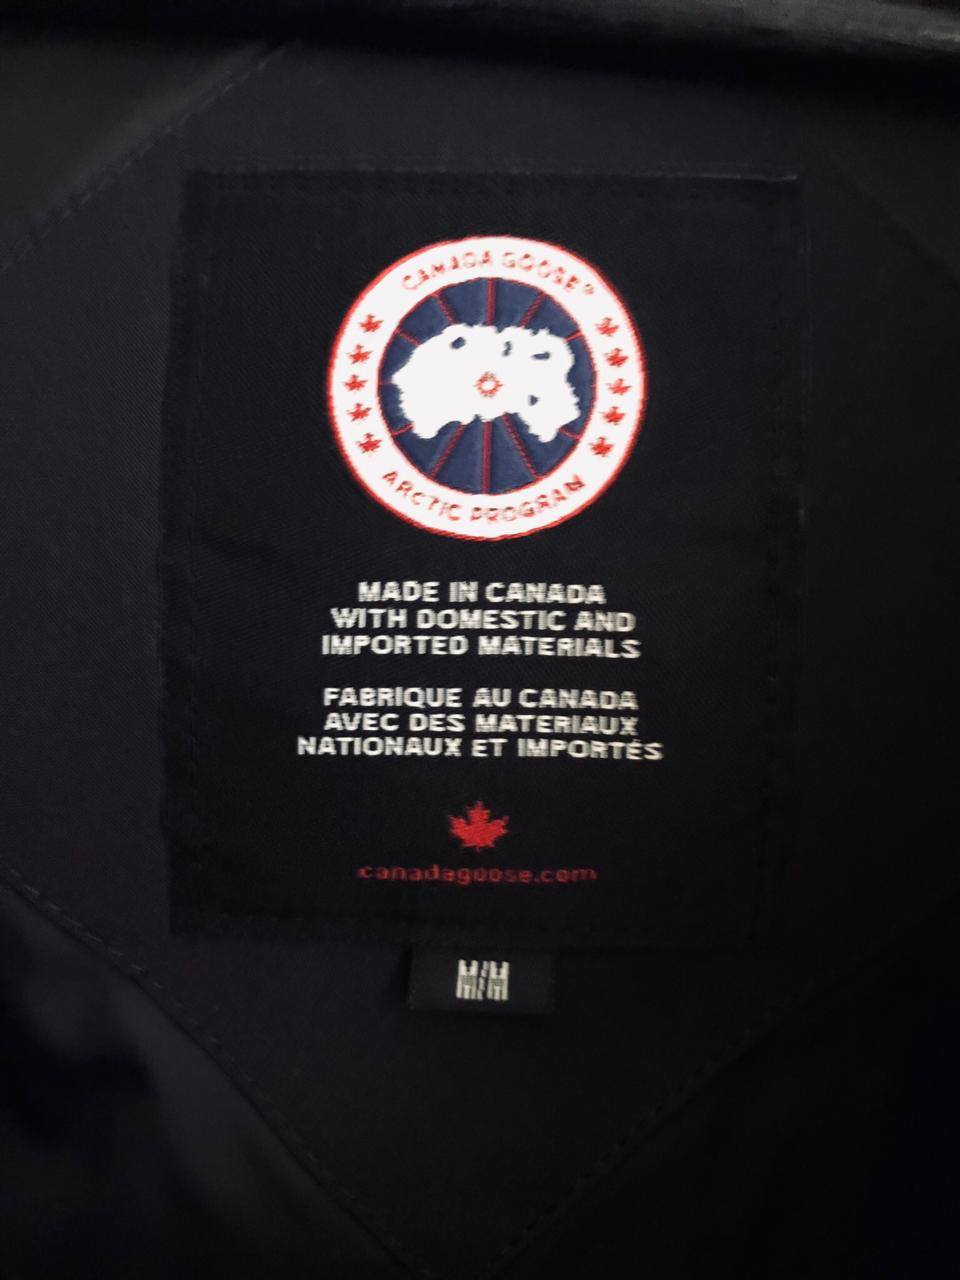 CANADA GOOSE®
ARCTIC PROGRAM
MADE IN CANADA
WITH DOMESTIC AND
IMPORTED MATERIALS
FABRIQUE AU CANADA
AVEC DES MATERIAUX
NATIONAUX ET IMPORTÉS
canadagoose.com
M/M